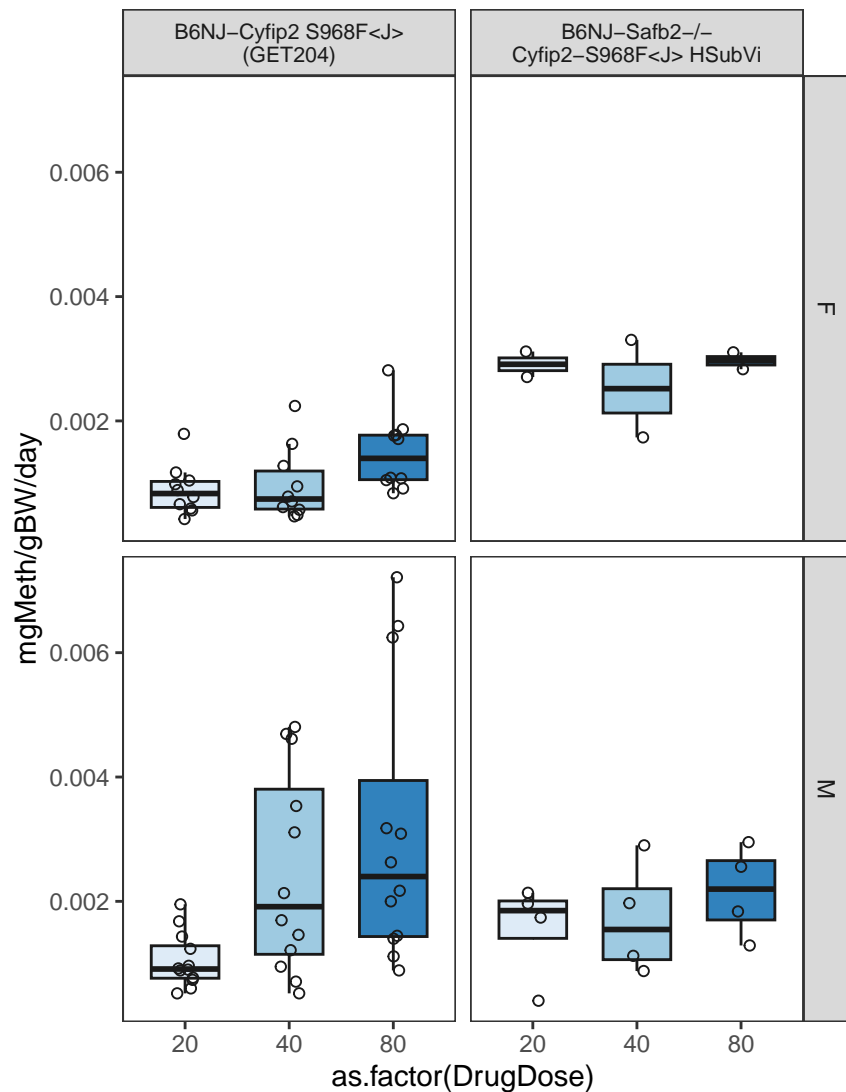 B6NJ−Cyfip2 S968F<J>
(GET204)
B6NJ−Safb2−/−
Cyfip2−S968F<J> HSubVi
0.006
0.004
0.002
F
0.006
0.004
0.002
M
mgMeth/gBW/day
20 40 80 20 40 80
as.factor(DrugDose)